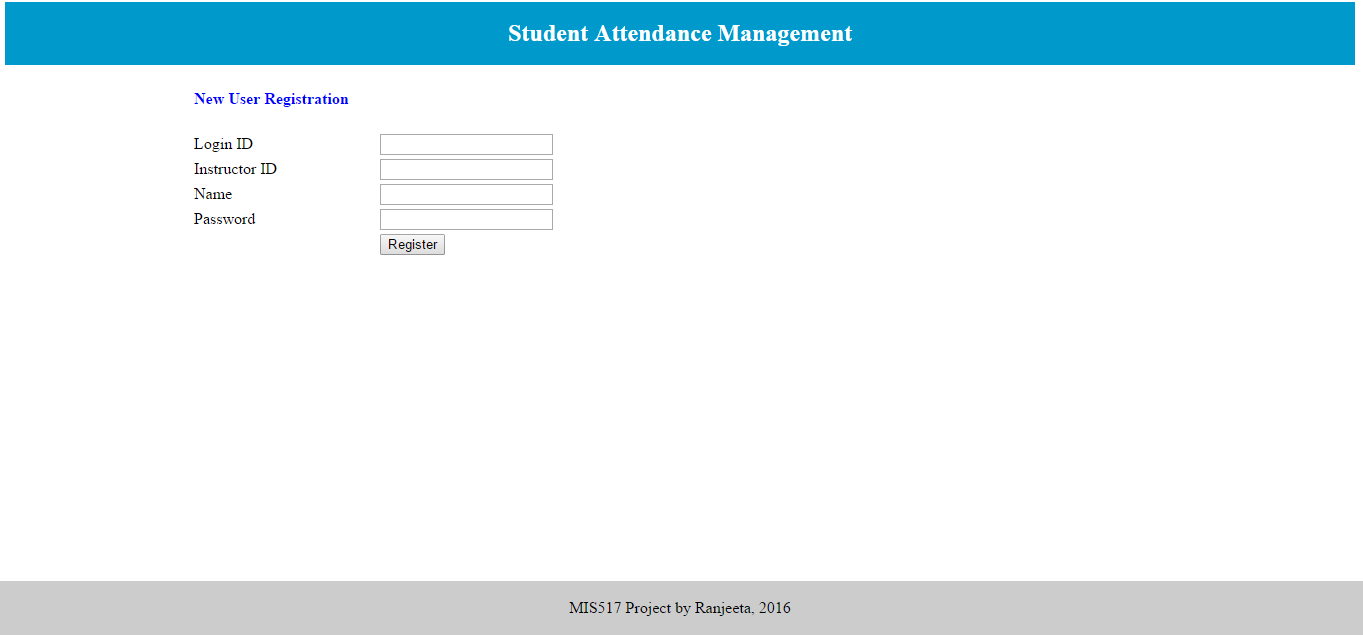 Student Attendance Management
New User Registration
Login ID
Instructor ID
Name
Password
Register
MIS517 Project by Ranjeeta, 2016